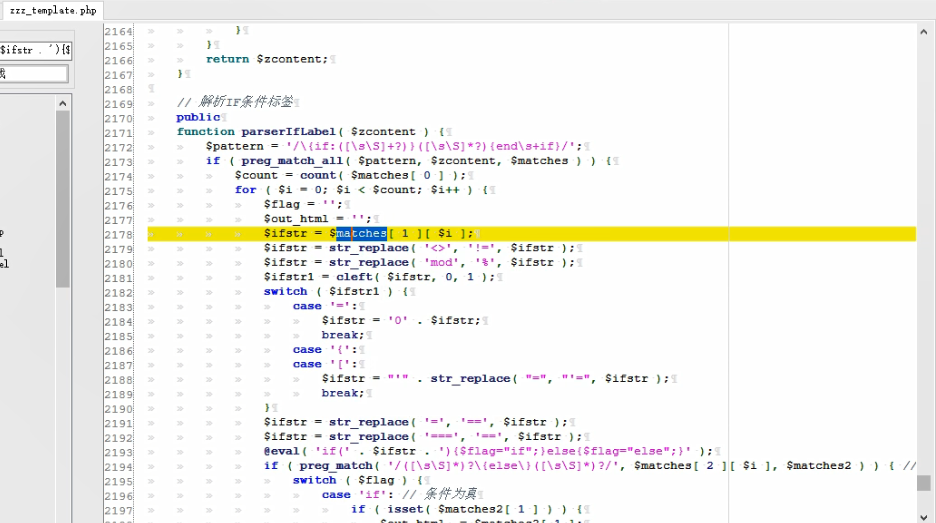 zzz_template.php
$ifstr . '){$
找
p
l
el
2164 }
2165 }
2166 return $zcontent;
2167 }
2168
2169 // 解析IF条件标签
2170 public
2171 function parserIfLabel( $zcontent ) {
2172 $pattern = '/\{if:([\s\S]+?)}([\s\S]*?){end\s+if}/';
2173 if ( preg_match_all( $pattern, $zcontent, $matches ) ) {
2174 $count = count( $matches[ 0 ] );
2175 for ( $i = 0; $i < $count; $i++ ) {
2176 $flag = '';
2177 $out_html = '';
2178 $ifstr = $matches[ 1 ][ $i ];
2179 $ifstr = str_replace( '<>', '!=', $ifstr );
2180 $ifstr = str_replace( 'mod', '%', $ifstr );
2181 $ifstr1 = cleft( $ifstr, 0, 1 );
2182 switch ( $ifstr1 ) {
2183 case '=':
2184 $ifstr = '0' . $ifstr;
2185 break;
2186 case '{':
2187 case '[':
2188 $ifstr = "'" . str_replace( "=", "'=", $ifstr );
2189 break;
2190 }
2191 $ifstr = str_replace( '=', '==', $ifstr );
2192 $ifstr = str_replace( '===', '==', $ifstr );
2193 @eval( 'if(' . $ifstr . '){$flag="if";}else{$flag="else";}' );
2194 if ( preg_match( '/([\s\S]*)?\{else\}([\s\S]*)?/', $matches[ 2 ][ $i ], $matches2 ) ) { //
2195 switch ( $flag ) {
2196 case 'if': // 条件为真
2197 if ( isset( $matches2[ 1 ] ) ) {
$out_html .= $matches2[ 1 ];